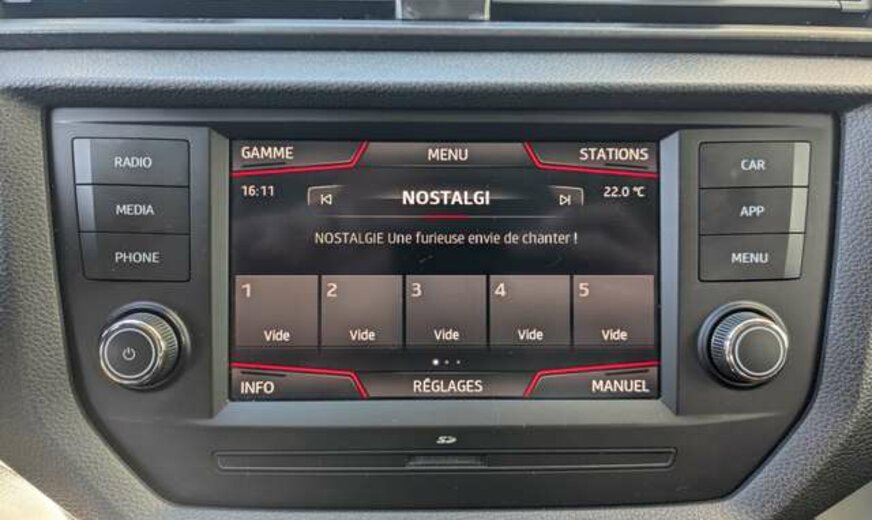 RADIO
MEDIA
PHONE
GAMME MENU STATIONS
16:11 NOSTALGI 22.0 °C
NOSTALGIE Une furieuse envie de chanter !
1 2 3 4 5
Vide Vide Vide Vide Vide
INFO RÉGLAGES MANUEL
CAR
APP
MENU
SD